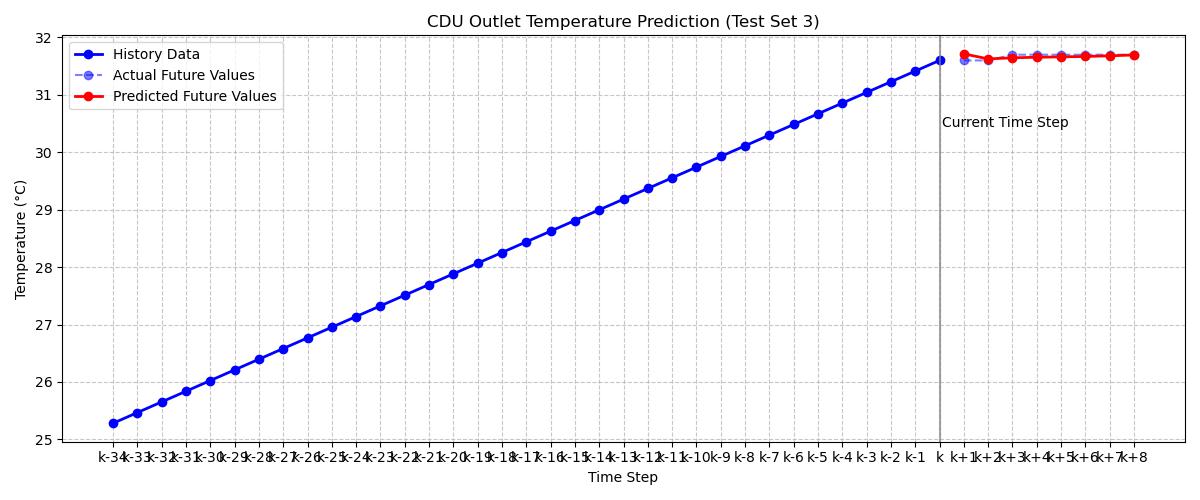 CDU Outlet Temperature Prediction (Test Set 3)
32
31
30
29
28
27
26
25
Temperature (°C)
History Data
Actual Future Values
Predicted Future Values
Current Time Step
k-34 k-33 k-32 k-31 k-30 k-29 k-28 k-27 k-26 k-25 k-24 k-23 k-22 k-21 k-20 k-19 k-18 k-17 k-16 k-15 k-14 k-13 k-12 k-11 k-10 k-9 k-8 k-7 k-6 k-5 k-4 k-3 k-2 k-1 k k+1 k+2 k+3 k+4 k+5 k+6 k+7 k+8
Time Step